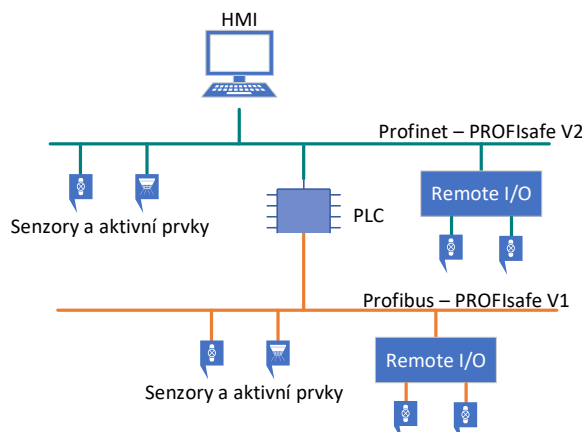 HMI
Profinet – PROFIsafe V2
Remote I/O
Senzory a aktivní prvky
PLC
Profibus – PROFIsafe V1
Remote I/O
Senzory a aktivní prvky